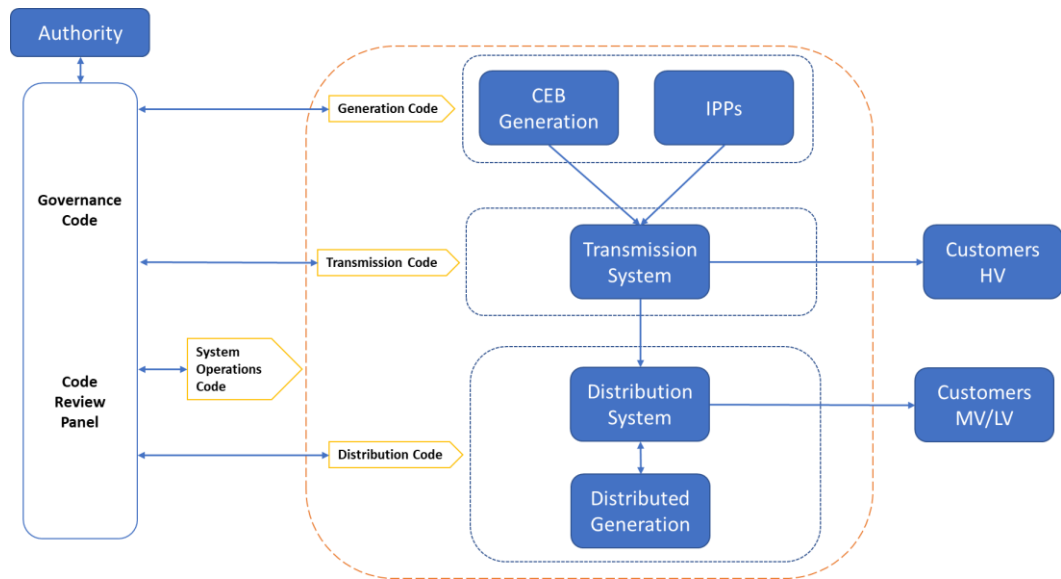 Authority
Generation Code
CEB
Generation
IPPs
Governance
Code
Transmission Code
Transmission
System
Customers
HV
System
Operations
Code
Code
Review
Panel
Distribution
System
Customers
MV/LV
Distribution Code
Distributed
Generation